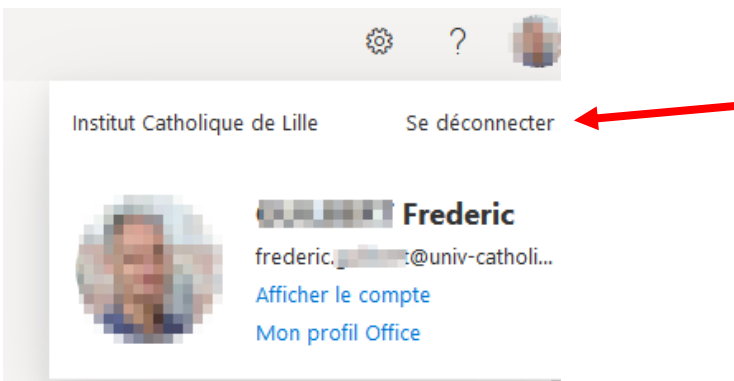 ?
Institut Catholique de Lille Se déconnecter
Frederic
frederic. @univ-catholi...
Afficher le compte
Mon profil Office